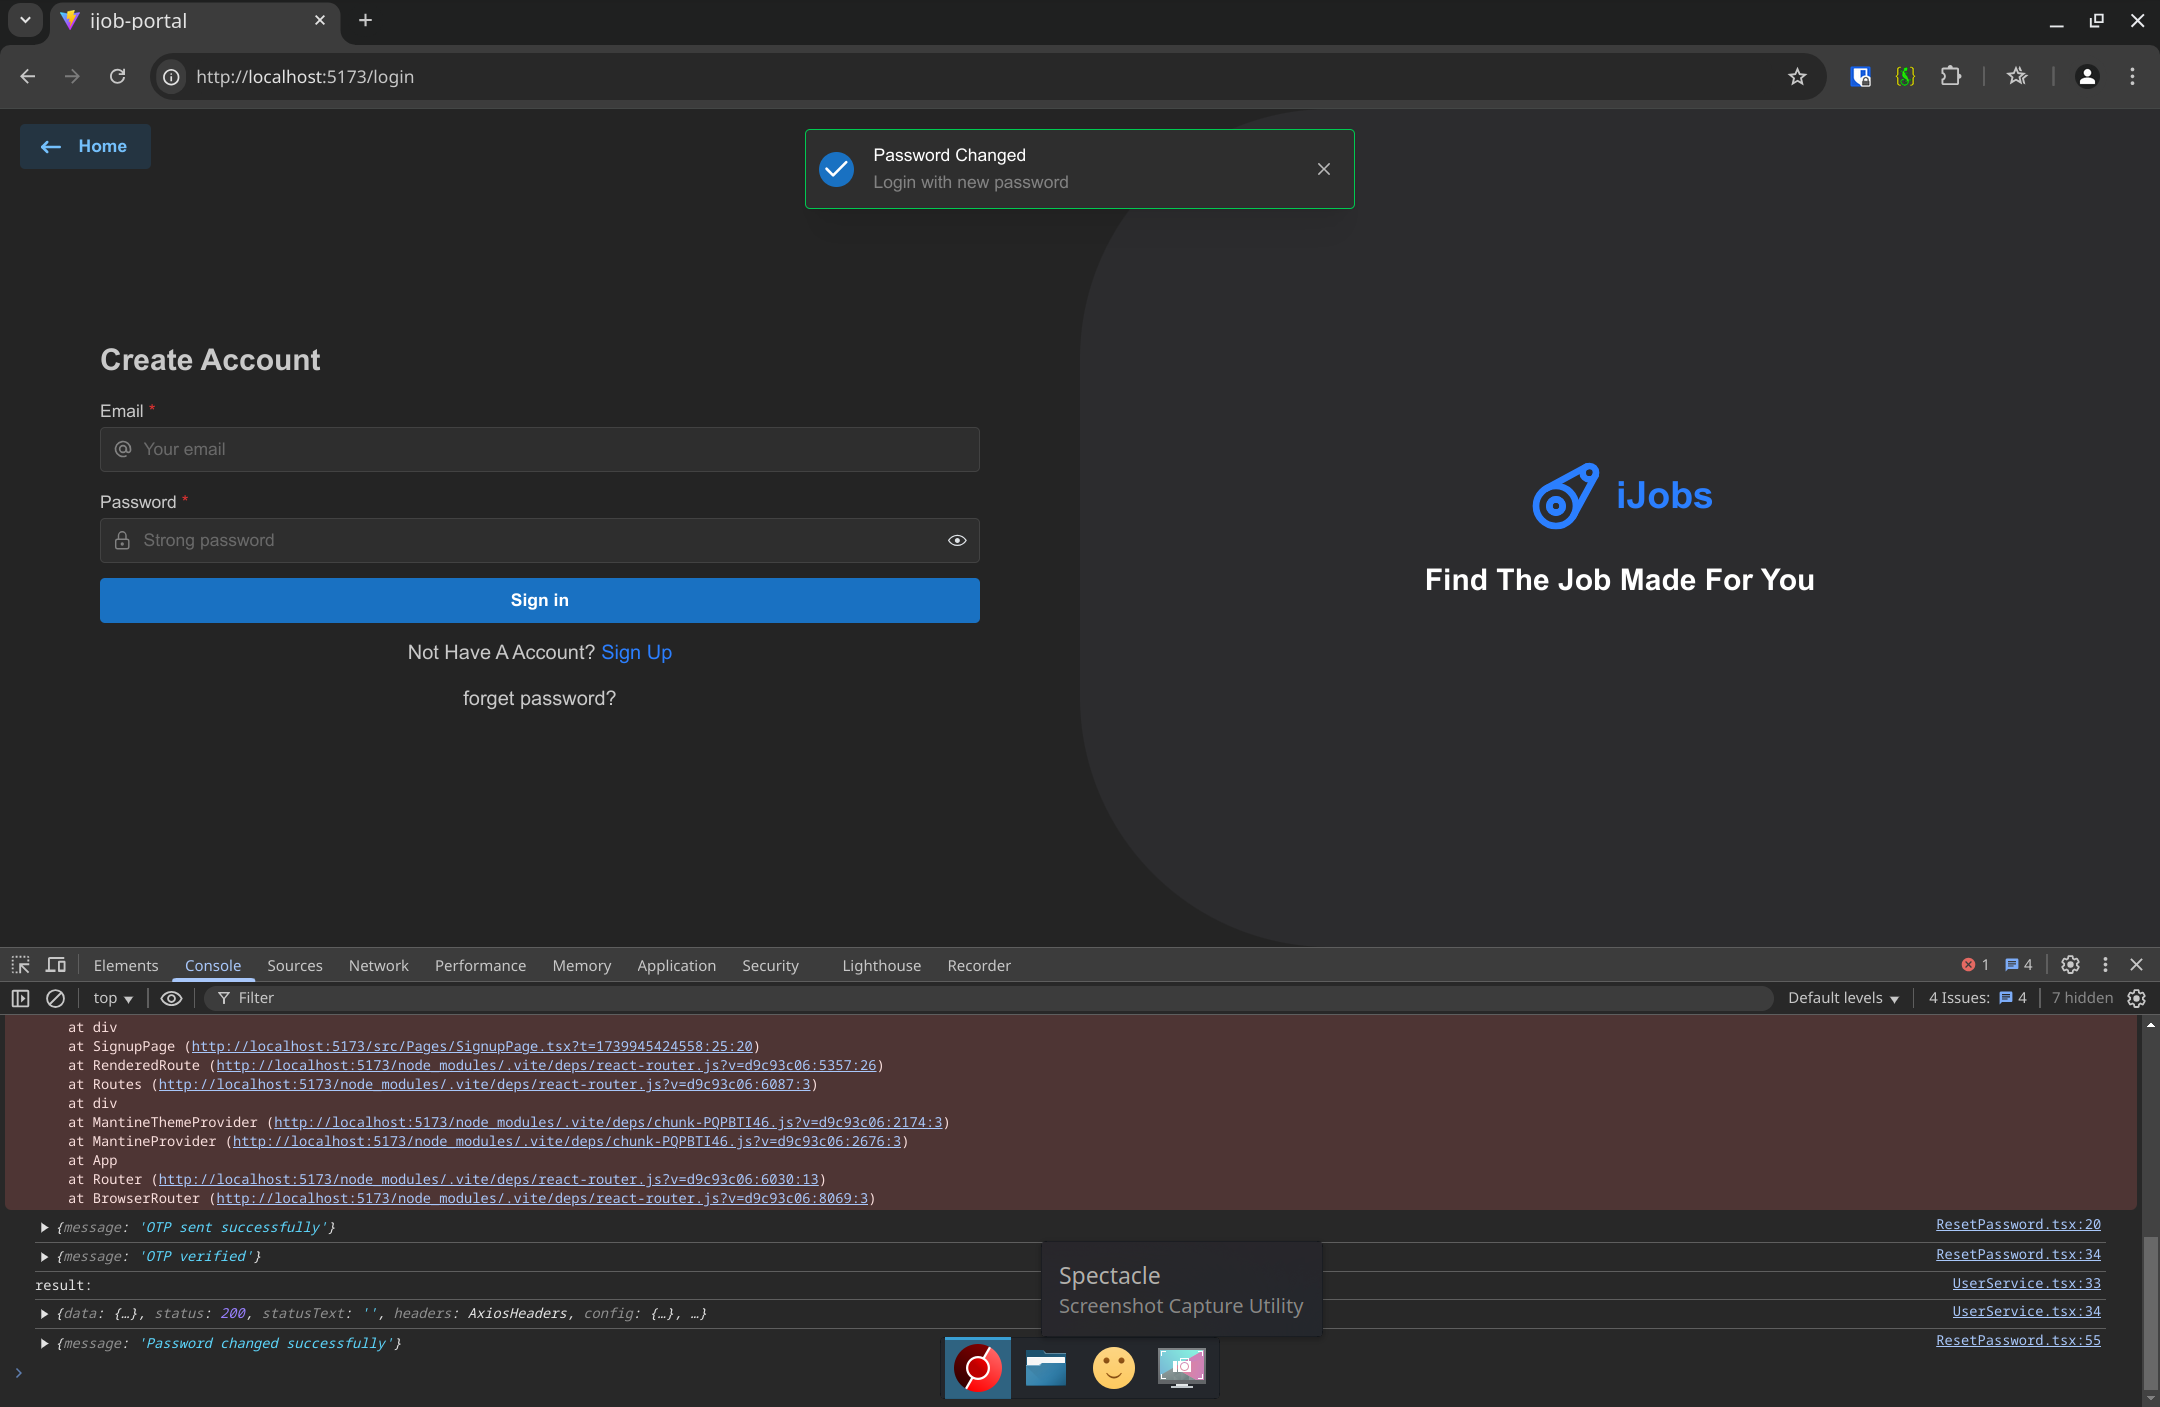 ijob-portal
http://localhost:5173/login
Home
Password Changed
Login with new password
Create Account
Email *
Your email
Password *
Strong password
Sign in
Not Have A Account? Sign Up
forget password?
iJobs
Find The Job Made For You
Elements Console Sources Network Performance Memory Application Security Lighthouse Recorder 1 4
top Filter Default levels 4 Issues: 4 7 hidden
at div
at SignupPage (http://localhost:5173/src/Pages/SignupPage.tsx?t=1739945424558:25:20)
at RenderedRoute (http://localhost:5173/node_modules/.vite/deps/react-router.js?v=d9c93c06:5357:26)
at Routes (http://localhost:5173/node_modules/.vite/deps/react-router.js?v=d9c93c06:6087:3)
at div
at MantineThemeProvider (http://localhost:5173/node_modules/.vite/deps/chunk-PQPBTI46.js?v=d9c93c06:2174:3)
at MantineProvider (http://localhost:5173/node_modules/.vite/deps/chunk-PQPBTI46.js?v=d9c93c06:2676:3)
at App
at Router (http://localhost:5173/node_modules/.vite/deps/react-router.js?v=d9c93c06:6030:13)
at BrowserRouter (http://localhost:5173/node_modules/.vite/deps/react-router.js?v=d9c93c06:8069:3)
{message: 'OTP sent successfully'} ResetPassword.tsx:20
{message: 'OTP verified'} ResetPassword.tsx:34
result: UserService.tsx:33
{data: {…}, status: 200, statusText: '', headers: AxiosHeaders, config: {…}, …} UserService.tsx:34
{message: 'Password changed successfully'} ResetPassword.tsx:55
Spectacle
Screenshot Capture Utility